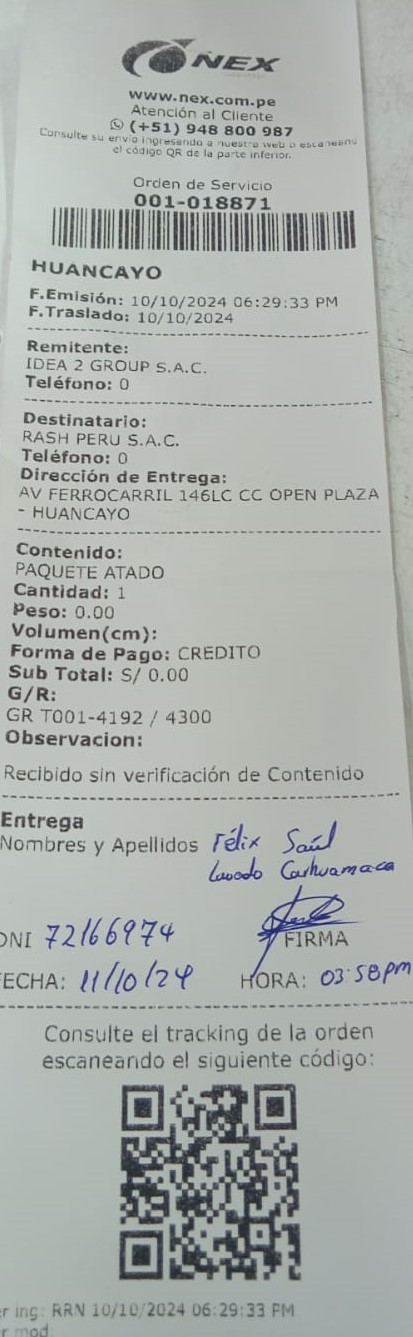 NEX
www.nex.com.pe
Atención al Cliente
(+51) 948 800 987
Consulte su envío ingresando a nuestra web o escaneand
el código QR de la parte inferior.
Orden de Servicio
001-018871
HUANCAYO
F.Emisión: 10/10/2024 06:29:33 PM
F.Traslado: 10/10/2024
Remitente:
IDEA 2 GROUP S.A.C.
Teléfono: 0
Destinatario:
RASH PERU S.A.C.
Teléfono: 0
Dirección de Entrega:
AV FERROCARRIL 146LC CC OPEN PLAZA
- HUANCAYO
Contenido:
PAQUETE ATADO
Cantidad: 1
Peso: 0.00
Volumen(cm):
Forma de Pago: CREDITO
Sub Total: S/ 0.00
G/R:
GR T001-4192 / 4300
Observacion:
Recibido sin verificación de Contenido
Entrega
Nombres y Apellidos Félix Saúl
Carhuamaca
DNI 72166974
FIRMA
FECHA: 11/10/24 HORA: 03:58pm
Consulte el tracking de la orden
escaneando el siguiente código:
r ing: RRN 10/10/2024 06:29:33 PM
r mod: